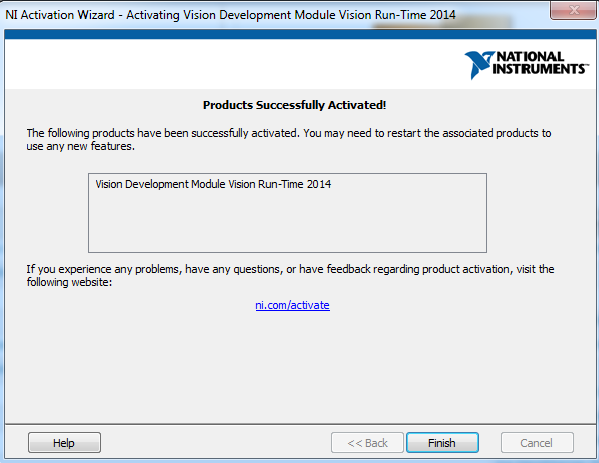 NI Activation Wizard - Activating Vision Development Module Vision Run-Time 2014
NATIONAL
INSTRUMENTS™
Products Successfully Activated!
The following products have been successfully activated. You may need to restart the associated products to
use any new features.
Vision Development Module Vision Run-Time 2014
If you experience any problems, have any questions, or have feedback regarding product activation, visit the
following website:
ni.com/activate
Help
<< Back
Finish
Cancel